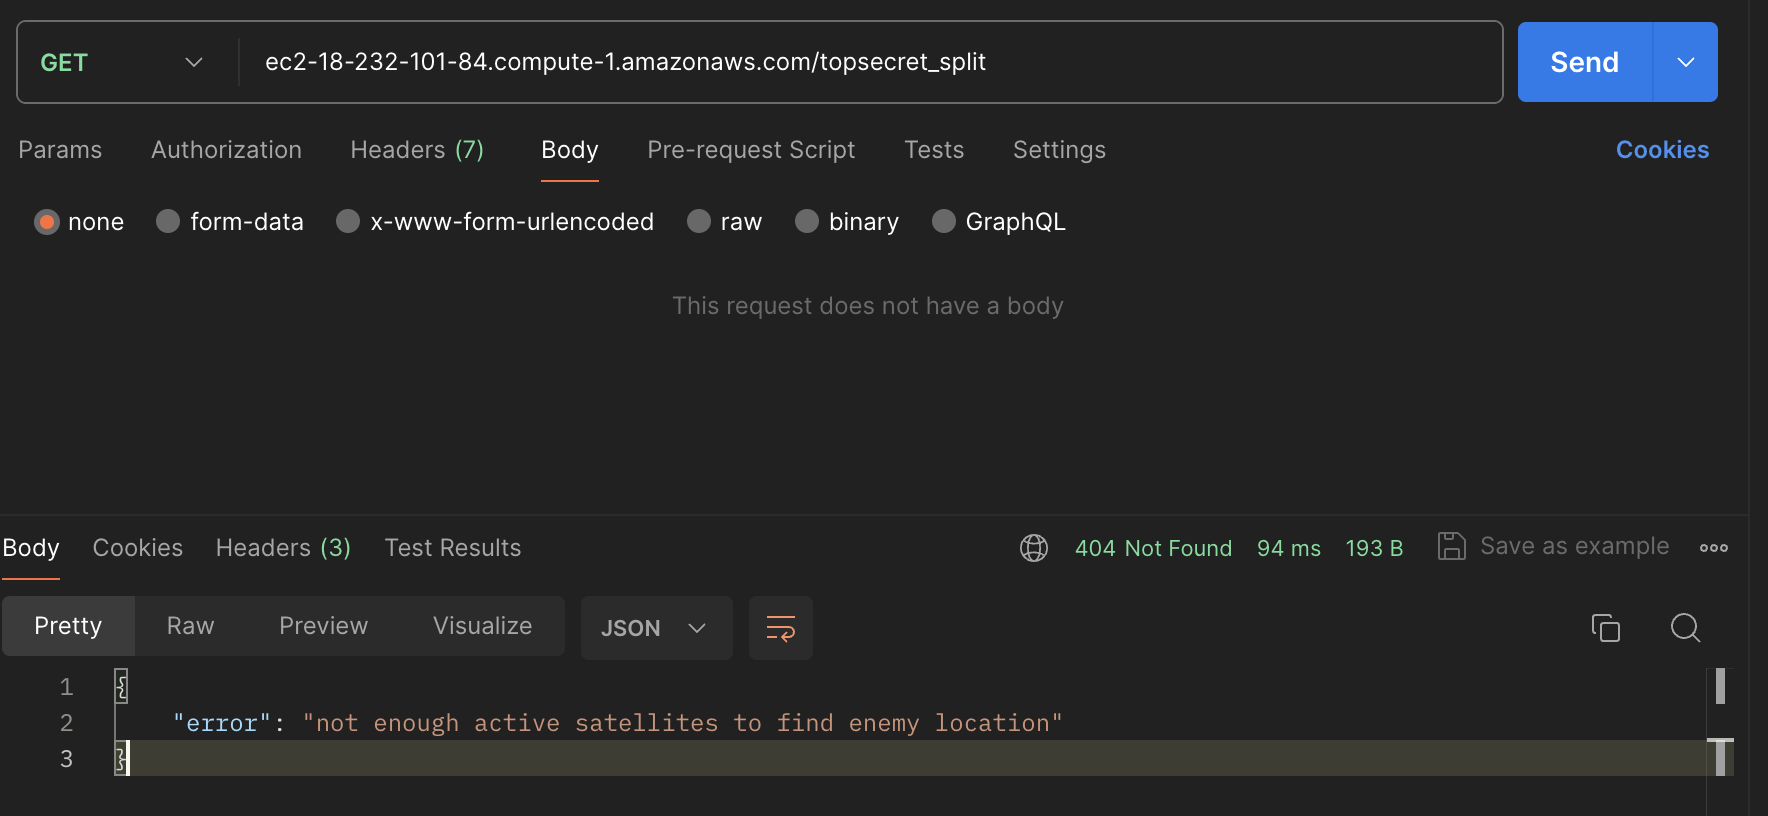 GET ec2-18-232-101-84.compute-1.amazonaws.com/topsecret_split Send
Params Authorization Headers (7) Body Pre-request Script Tests Settings Cookies
none form-data x-www-form-urlencoded raw binary GraphQL
This request does not have a body
Body Cookies Headers (3) Test Results 404 Not Found 94 ms 193 B Save as example
Pretty Raw Preview Visualize JSON
1 {
2 "error": "not enough active satellites to find enemy location"
3 }